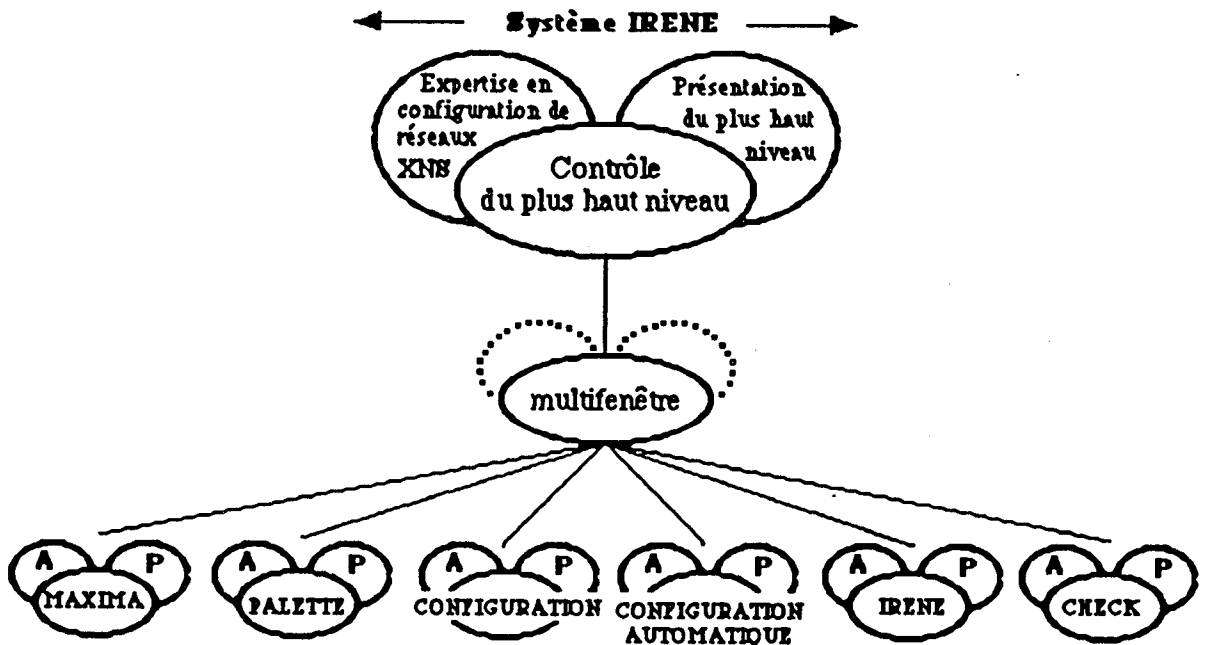 Système IRENE
Expertise en
configuration de
réseaux
XNS
Présentation
du plus haut
niveau
Contrôle
du plus haut niveau
multifenêtre
A P
MAXIMA
A P
PALETTE
A P
CONFIGURATION
A P
CONFIGURATION
AUTOMATIQUE
A P
IRENE
A P
CHECK